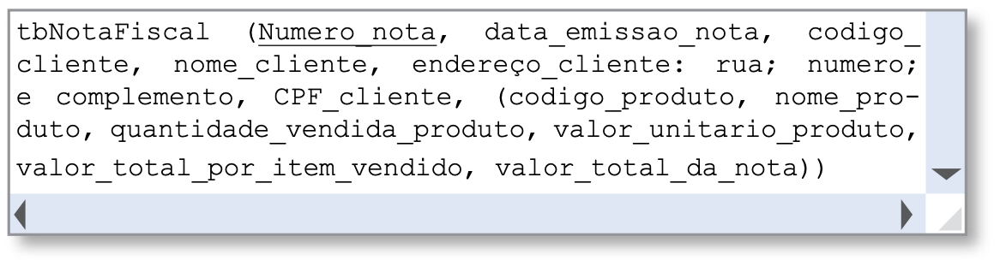 tbNotaFiscal (Numero_nota, data_emissao_nota, codigo_
cliente, nome_cliente, endereço_cliente: rua; numero;
e complemento, CPF_cliente, (codigo_produto, nome_pro-
duto, quantidade_vendida_produto, valor_unitario_produto,
valor_total_por_item_vendido, valor_total_da_nota))